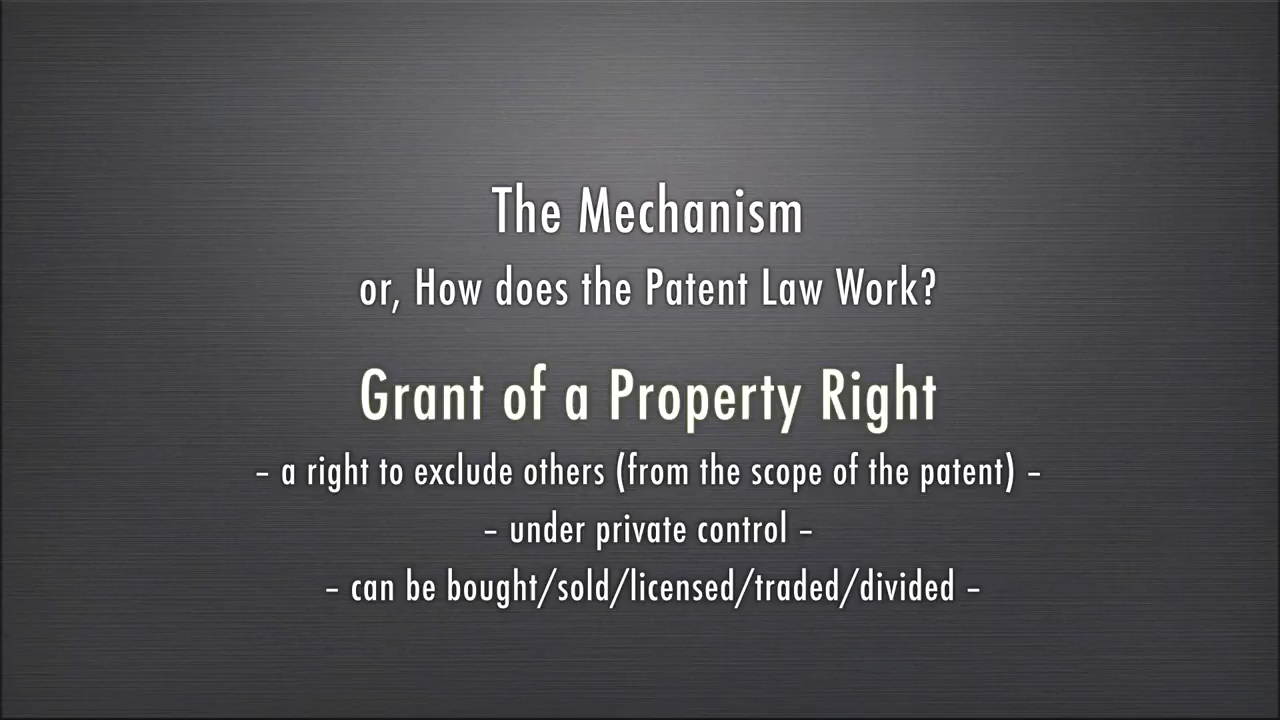 The Mechanism
or, How does the Patent Law Work?
Grant of a Property Right
– a right to exclude others (from the scope of the patent) –
– under private control –
– can be bought/sold/licensed/traded/divided –